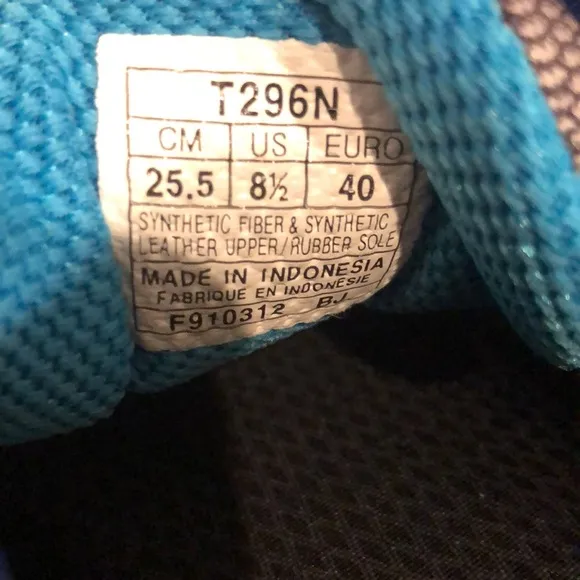 T296N
CM US EURO
25.5 8½ 40
SYNTHETIC FIBER & SYNTHETIC
LEATHER UPPER/RUBBER SOLE
MADE IN INDONESIA
FABRIQUE EN INDONÉSIE
F910312 BJ